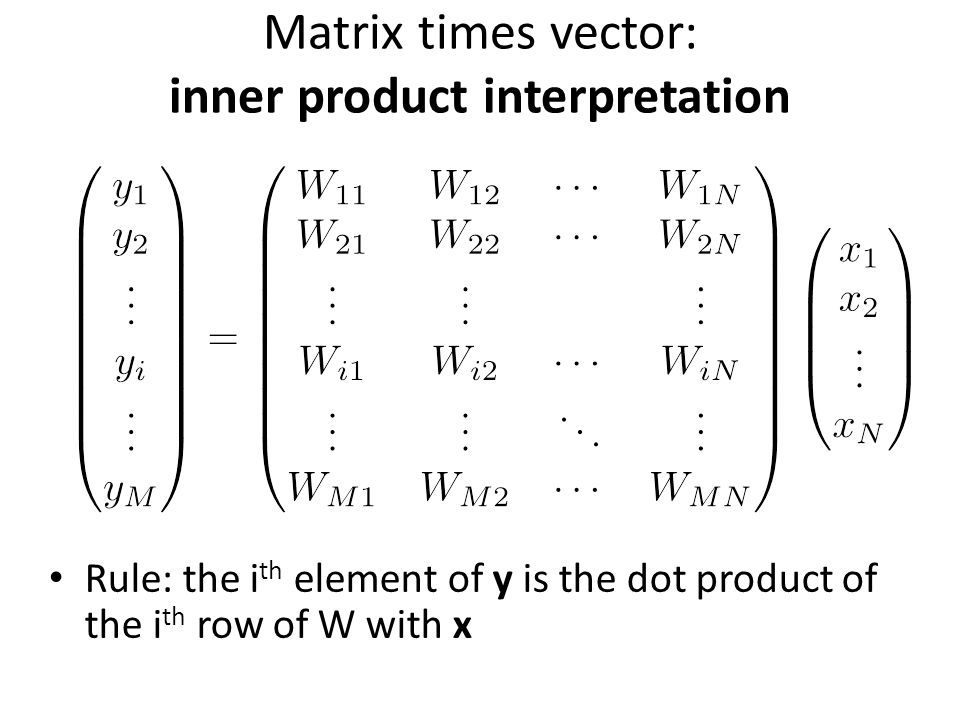 Matrix times vector:
inner product interpretation
y₁ W₁₁ W₁₂ ⋯ W₁N
y₂ W₂₁ W₂₂ ⋯ W₂N x₁
⋮ ⋮ ⋮ ⋮ x₂
= 
yᵢ Wᵢ₁ Wᵢ₂ ⋯ WᵢN ⋮
⋮ ⋮ ⋮ ⋱ ⋮ xN
yM WM₁ WM₂ ⋯ WMN
• Rule: the iᵗʰ element of y is the dot product of
the iᵗʰ row of W with x